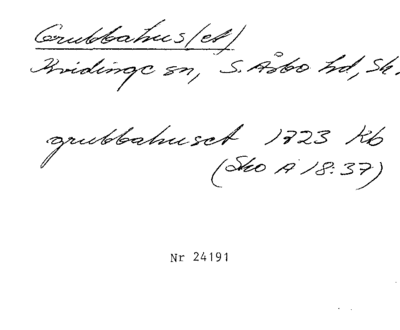 Grubbahus(et)
Kvidinge sn, S. Åsbo hd, Sk.
grubbahuset 1723 Kb
(Sko A 18:37)
Nr 24191